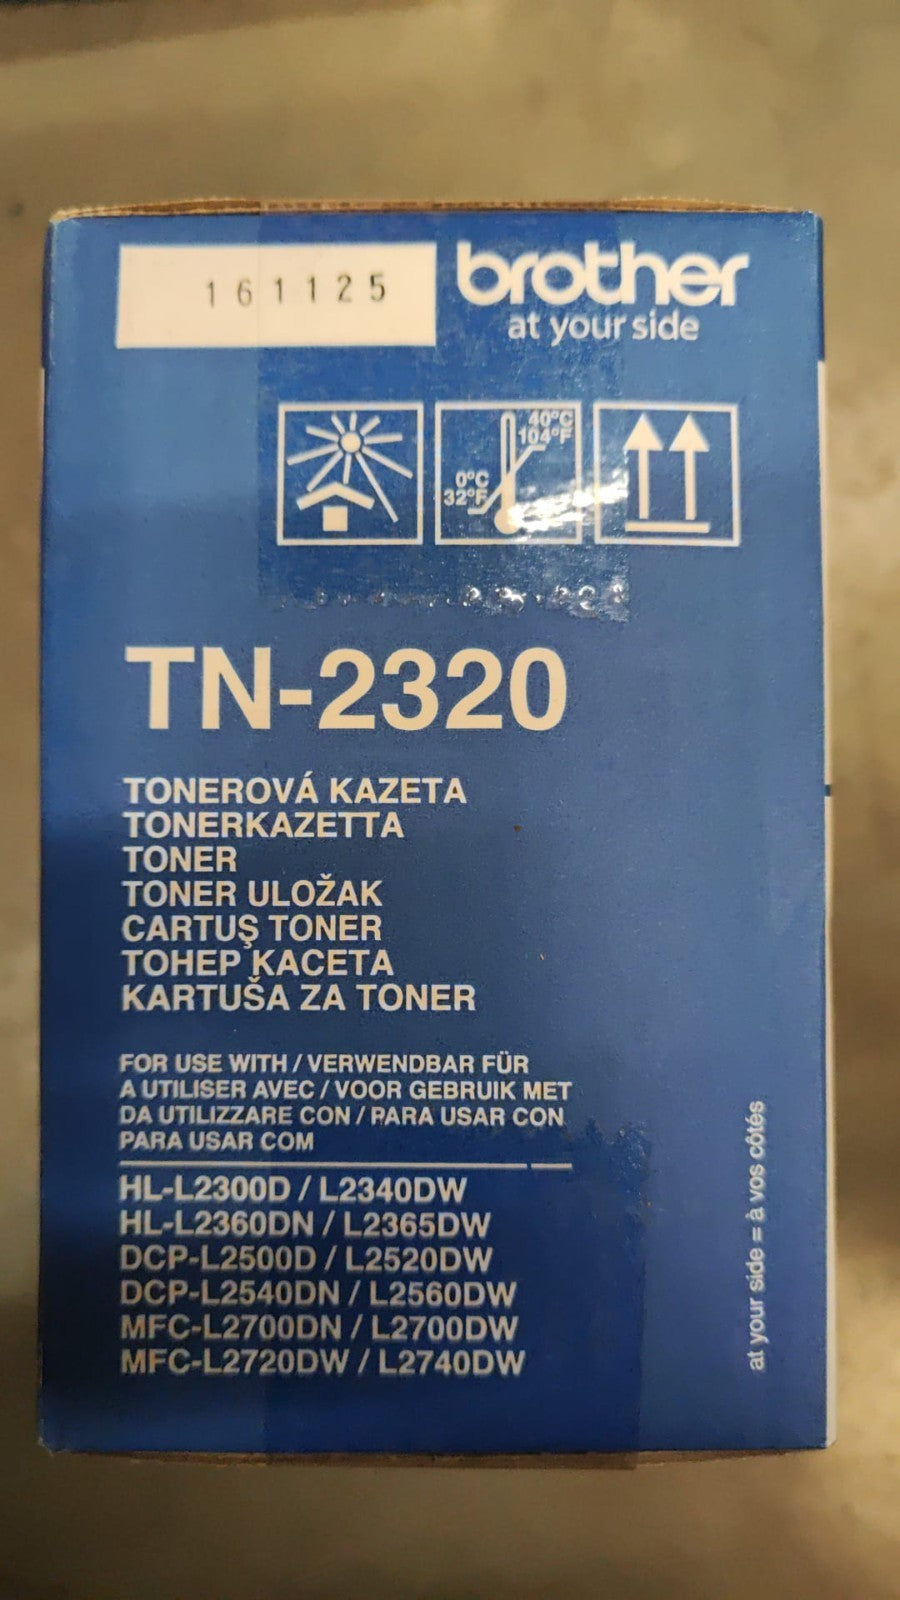 161125
brother
at your side
40°C
104°F
0°C
32°F
TN-2320
TONEROVÁ KAZETA
TONERKAZETTA
TONER
TONER ULOŽAK
CARTUŞ TONER
ТОНЕР КАСЕТА
KARTUŠA ZA TONER
FOR USE WITH / VERWENDBAR FÜR
A UTILISER AVEC / VOOR GEBRUIK MET
DA UTILIZZARE CON / PARA USAR CON
PARA USAR COM
HL-L2300D / L2340DW
HL-L2360DN / L2365DW
DCP-L2500D / L2520DW
DCP-L2540DN / L2560DW
MFC-L2700DN / L2700DW
MFC-L2720DW / L2740DW
at your side = à vos côtés